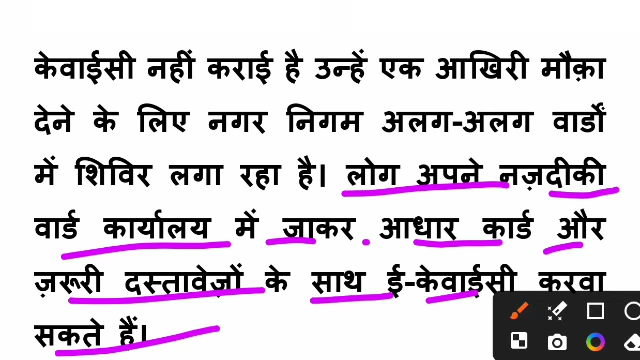 केवाईसी नहीं कराई है उन्हें एक आखिरी मौक़ा
देने के लिए नगर निगम अलग-अलग वार्डों
में शिविर लगा रहा है। लोग अपने नज़दीकी
वार्ड कार्यालय में जाकर आधार कार्ड और
ज़रूरी दस्तावेज़ों के साथ ई-केवाईसी करवा
सकते हैं।